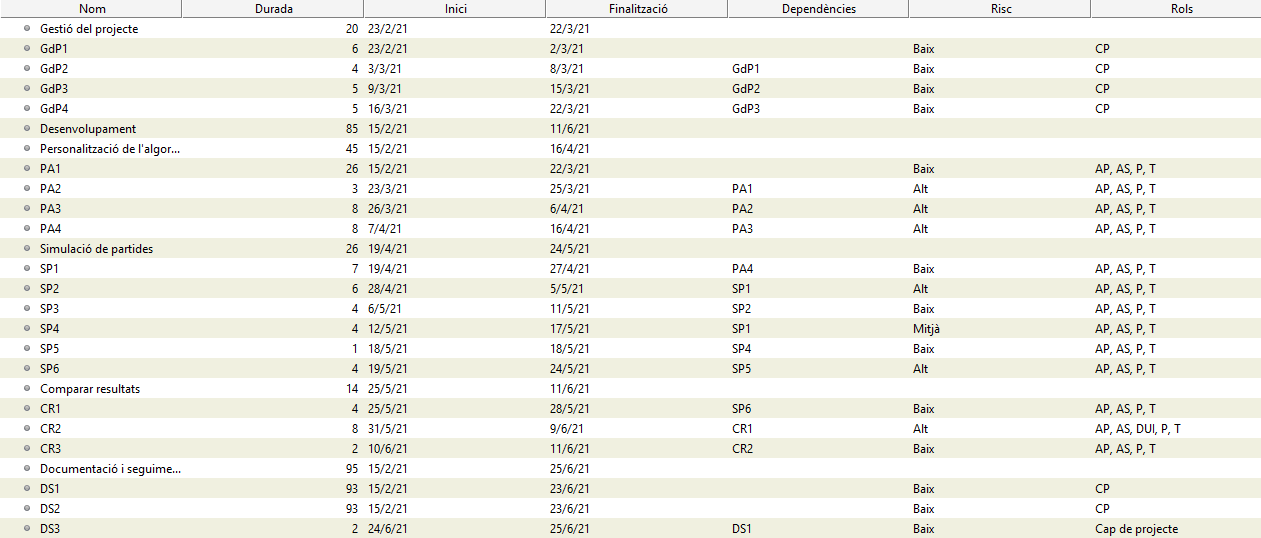 Nom Durada Inici Finalització Dependències Risc Rols
Gestió del projecte 20 23/2/21 22/3/21
GdP1 6 23/2/21 2/3/21 Baix CP
GdP2 4 3/3/21 8/3/21 GdP1 Baix CP
GdP3 5 9/3/21 15/3/21 GdP2 Baix CP
GdP4 5 16/3/21 22/3/21 GdP3 Baix CP
Desenvolupament 85 15/2/21 11/6/21
Personalització de l'algor... 45 15/2/21 16/4/21
PA1 26 15/2/21 22/3/21 Baix AP, AS, P, T
PA2 3 23/3/21 25/3/21 PA1 Alt AP, AS, P, T
PA3 8 26/3/21 6/4/21 PA2 Alt AP, AS, P, T
PA4 8 7/4/21 16/4/21 PA3 Alt AP, AS, P, T
Simulació de partides 26 19/4/21 24/5/21
SP1 7 19/4/21 27/4/21 PA4 Baix AP, AS, P, T
SP2 6 28/4/21 5/5/21 SP1 Alt AP, AS, P, T
SP3 4 6/5/21 11/5/21 SP2 Baix AP, AS, P, T
SP4 4 12/5/21 17/5/21 SP1 Mitjà AP, AS, P, T
SP5 1 18/5/21 18/5/21 SP4 Baix AP, AS, P, T
SP6 4 19/5/21 24/5/21 SP5 Alt AP, AS, P, T
Comparar resultats 14 25/5/21 11/6/21
CR1 4 25/5/21 28/5/21 SP6 Baix AP, AS, P, T
CR2 8 31/5/21 9/6/21 CR1 Alt AP, AS, DUI, P, T
CR3 2 10/6/21 11/6/21 CR2 Baix AP, AS, P, T
Documentació i seguime... 95 15/2/21 25/6/21
DS1 93 15/2/21 23/6/21 Baix CP
DS2 93 15/2/21 23/6/21 Baix CP
DS3 2 24/6/21 25/6/21 DS1 Baix Cap de projecte